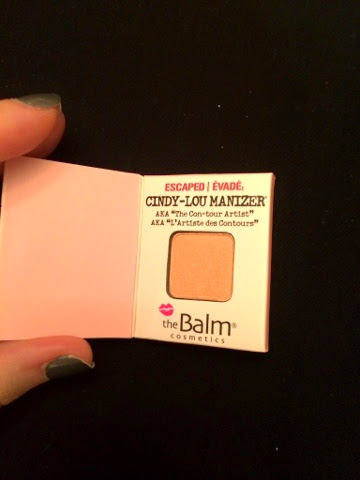 ESCAPED | ÉVADÉ:
CINDY-LOU MANIZER®
AKA "The Con-tour Artist"
AKA "L'Artiste des Contours"
theBalm®
cosmetics